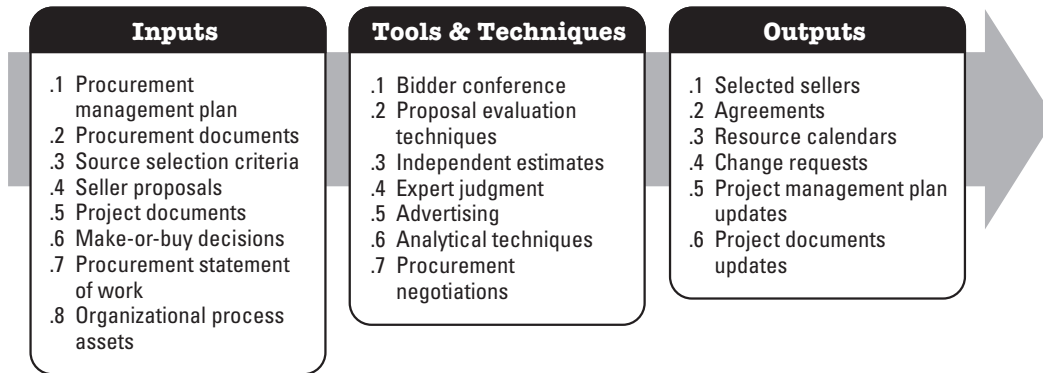 Inputs
.1 Procurement
management plan
.2 Procurement documents
.3 Source selection criteria
.4 Seller proposals
.5 Project documents
.6 Make-or-buy decisions
.7 Procurement statement
of work
.8 Organizational process
assets
Tools & Techniques
.1 Bidder conference
.2 Proposal evaluation
techniques
.3 Independent estimates
.4 Expert judgment
.5 Advertising
.6 Analytical techniques
.7 Procurement
negotiations
Outputs
.1 Selected sellers
.2 Agreements
.3 Resource calendars
.4 Change requests
.5 Project management plan
updates
.6 Project documents
updates